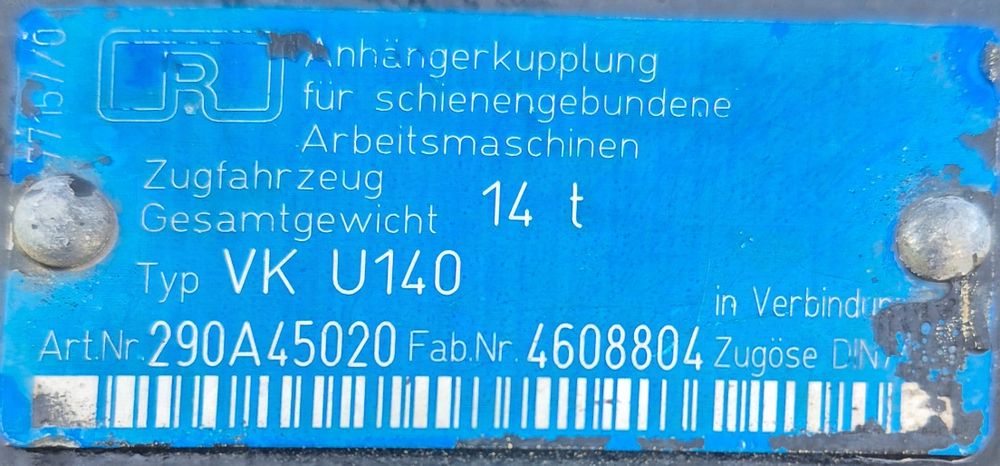 R
Anhängerkupplung
für schienengebundene
Arbeitsmaschinen
Zugfahrzeug
Gesamtgewicht 14 t
Typ VK U140
in Verbindun
Art.Nr. 290A45020 Fab.Nr. 4608804 Zugöse DIN